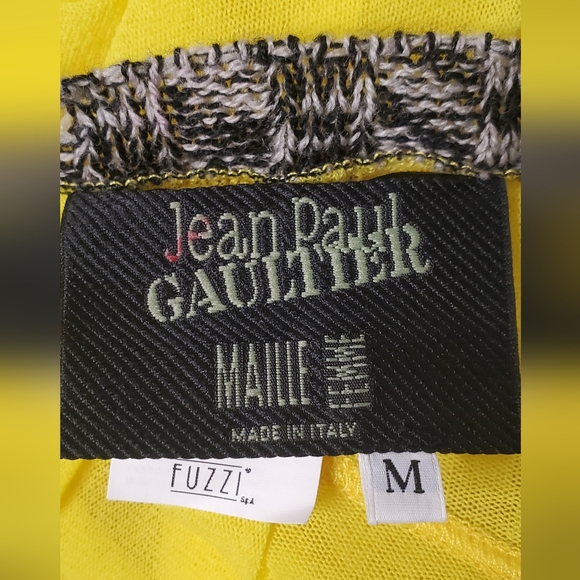 Jean Paul
GAULTIER
MAILLE FEMME
MADE IN ITALY
FUZZI®
S.p.A.
M